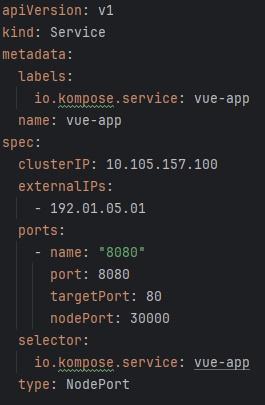 apiVersion: v1
kind: Service
metadata:
  labels:
    io.kompose.service: vue-app
  name: vue-app
spec:
  clusterIP: 10.105.157.100
  externalIPs:
    - 192.01.05.01
  ports:
    - name: "8080"
      port: 8080
      targetPort: 80
      nodePort: 30000
  selector:
    io.kompose.service: vue-app
  type: NodePort